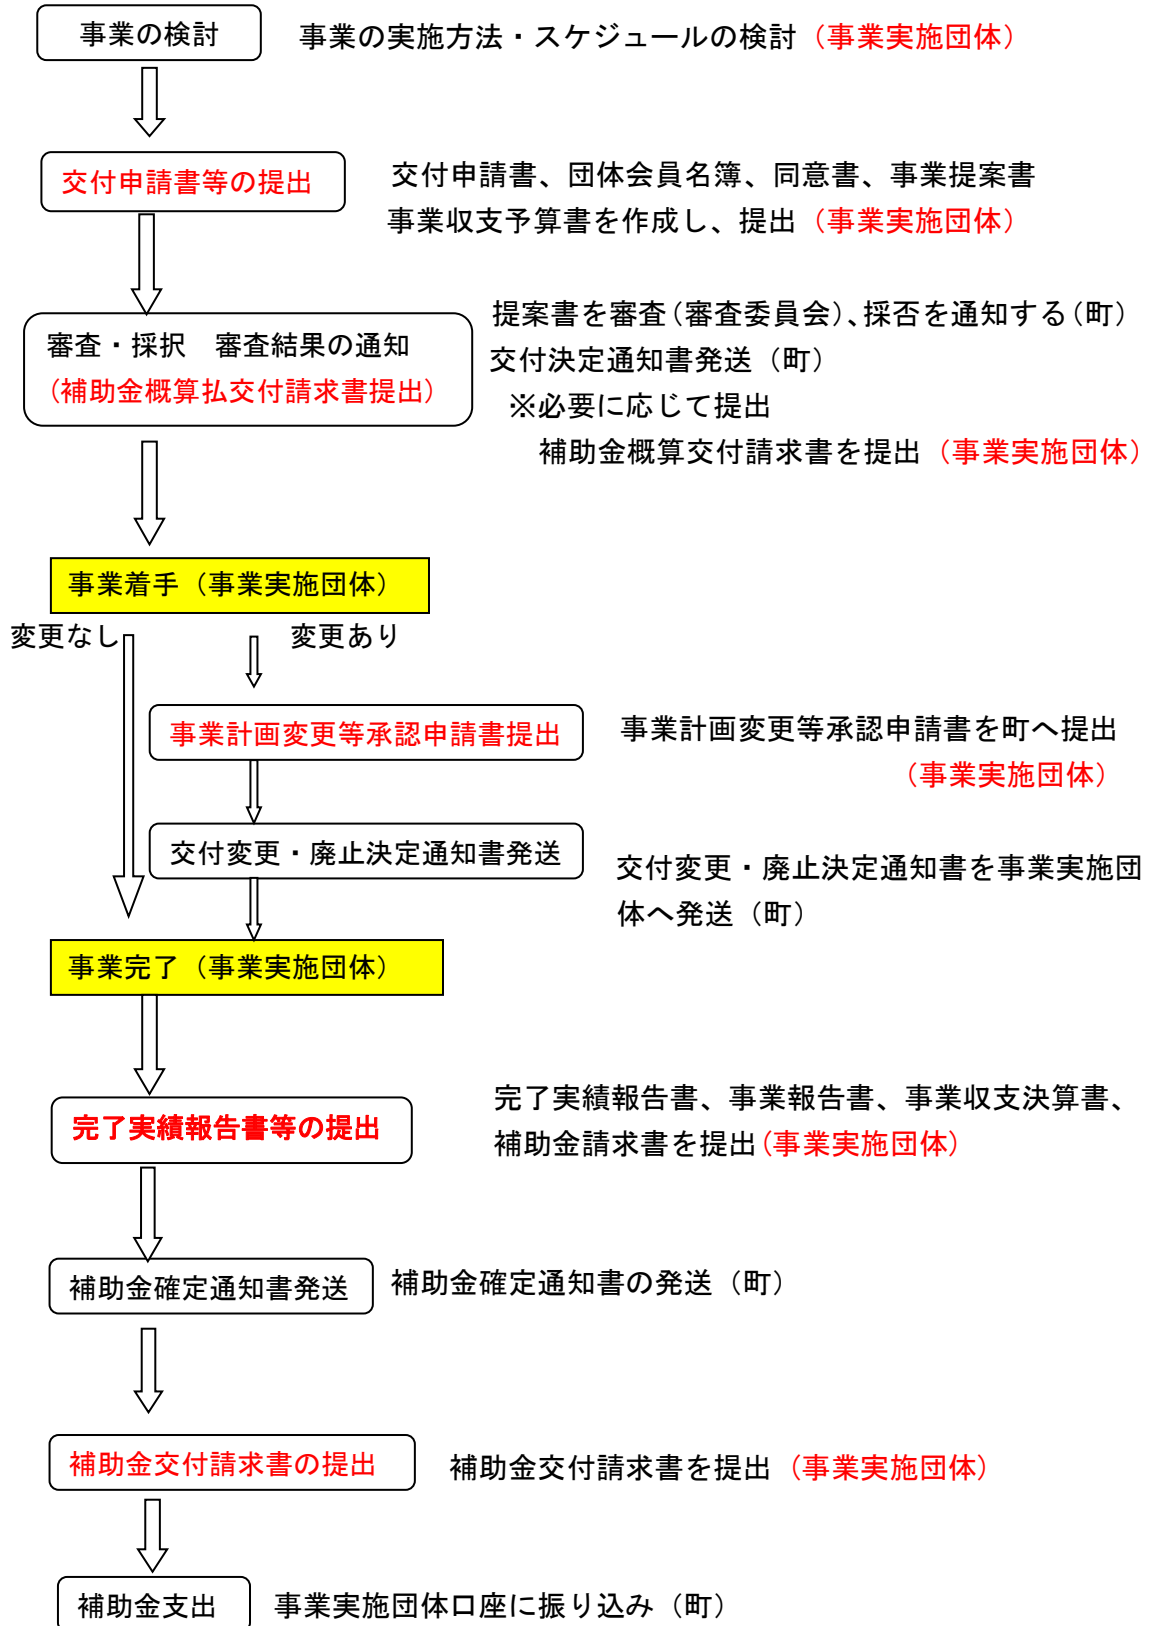 事業の検討
事業の実施方法・スケジュールの検討（事業実施団体）
交付申請書等の提出
交付申請書、団体会員名簿、同意書、事業提案書
事業収支予算書を作成し、提出（事業実施団体）
審査・採択　審査結果の通知
（補助金概算払交付請求書提出）
提案書を審査（審査委員会）、採否を通知する（町）
交付決定通知書発送（町）
※必要に応じて提出
補助金概算交付請求書を提出（事業実施団体）
事業着手（事業実施団体）
変更なし
変更あり
事業計画変更等承認申請書提出
事業計画変更等承認申請書を町へ提出
（事業実施団体）
交付変更・廃止決定通知書発送
交付変更・廃止決定通知書を事業実施団
体へ発送（町）
事業完了（事業実施団体）
完了実績報告書等の提出
完了実績報告書、事業報告書、事業収支決算書、
補助金請求書を提出（事業実施団体）
補助金確定通知書発送
補助金確定通知書の発送（町）
補助金交付請求書の提出
補助金交付請求書を提出（事業実施団体）
補助金支出
事業実施団体口座に振り込み（町）